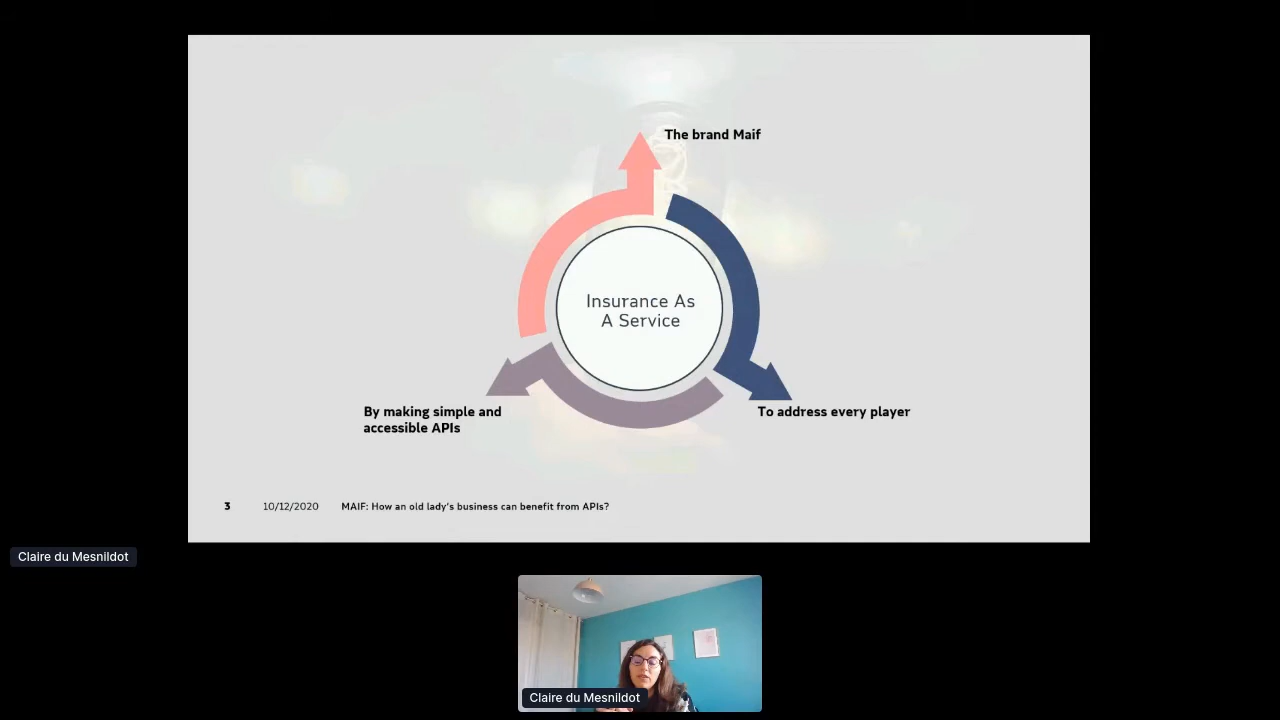 The brand Maif
Insurance As
A Service
By making simple and
accessible APIs
To address every player
3 10/12/2020 MAIF: How an old lady's business can benefit from APIs?
Claire du Mesnildot
Claire du Mesnildot